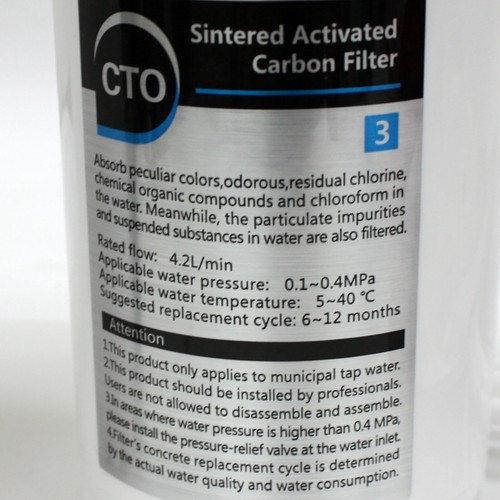 CTO
Sintered Activated
Carbon Filter
3
Absorb peculiar colors,odorous,residual chlorine,
chemical organic compounds and chloroform in
the water. Meanwhile, the particulate impurities
and suspended substances in water are also filtered.
Rated flow: 4.2L/min
Applicable water pressure: 0.1~0.4MPa
Applicable water temperature: 5~40 ℃
Suggested replacement cycle: 6~12 months
Attention
1.This product only applies to municipal tap water.
2.This product should be installed by professionals.
Users are not allowed to disassemble and assemble.
3.In areas where water pressure is higher than 0.4 MPa,
please install the pressure-relief valve at the water inlet.
4.Filter's concrete replacement cycle is determined
by the actual water quality and water consumption.